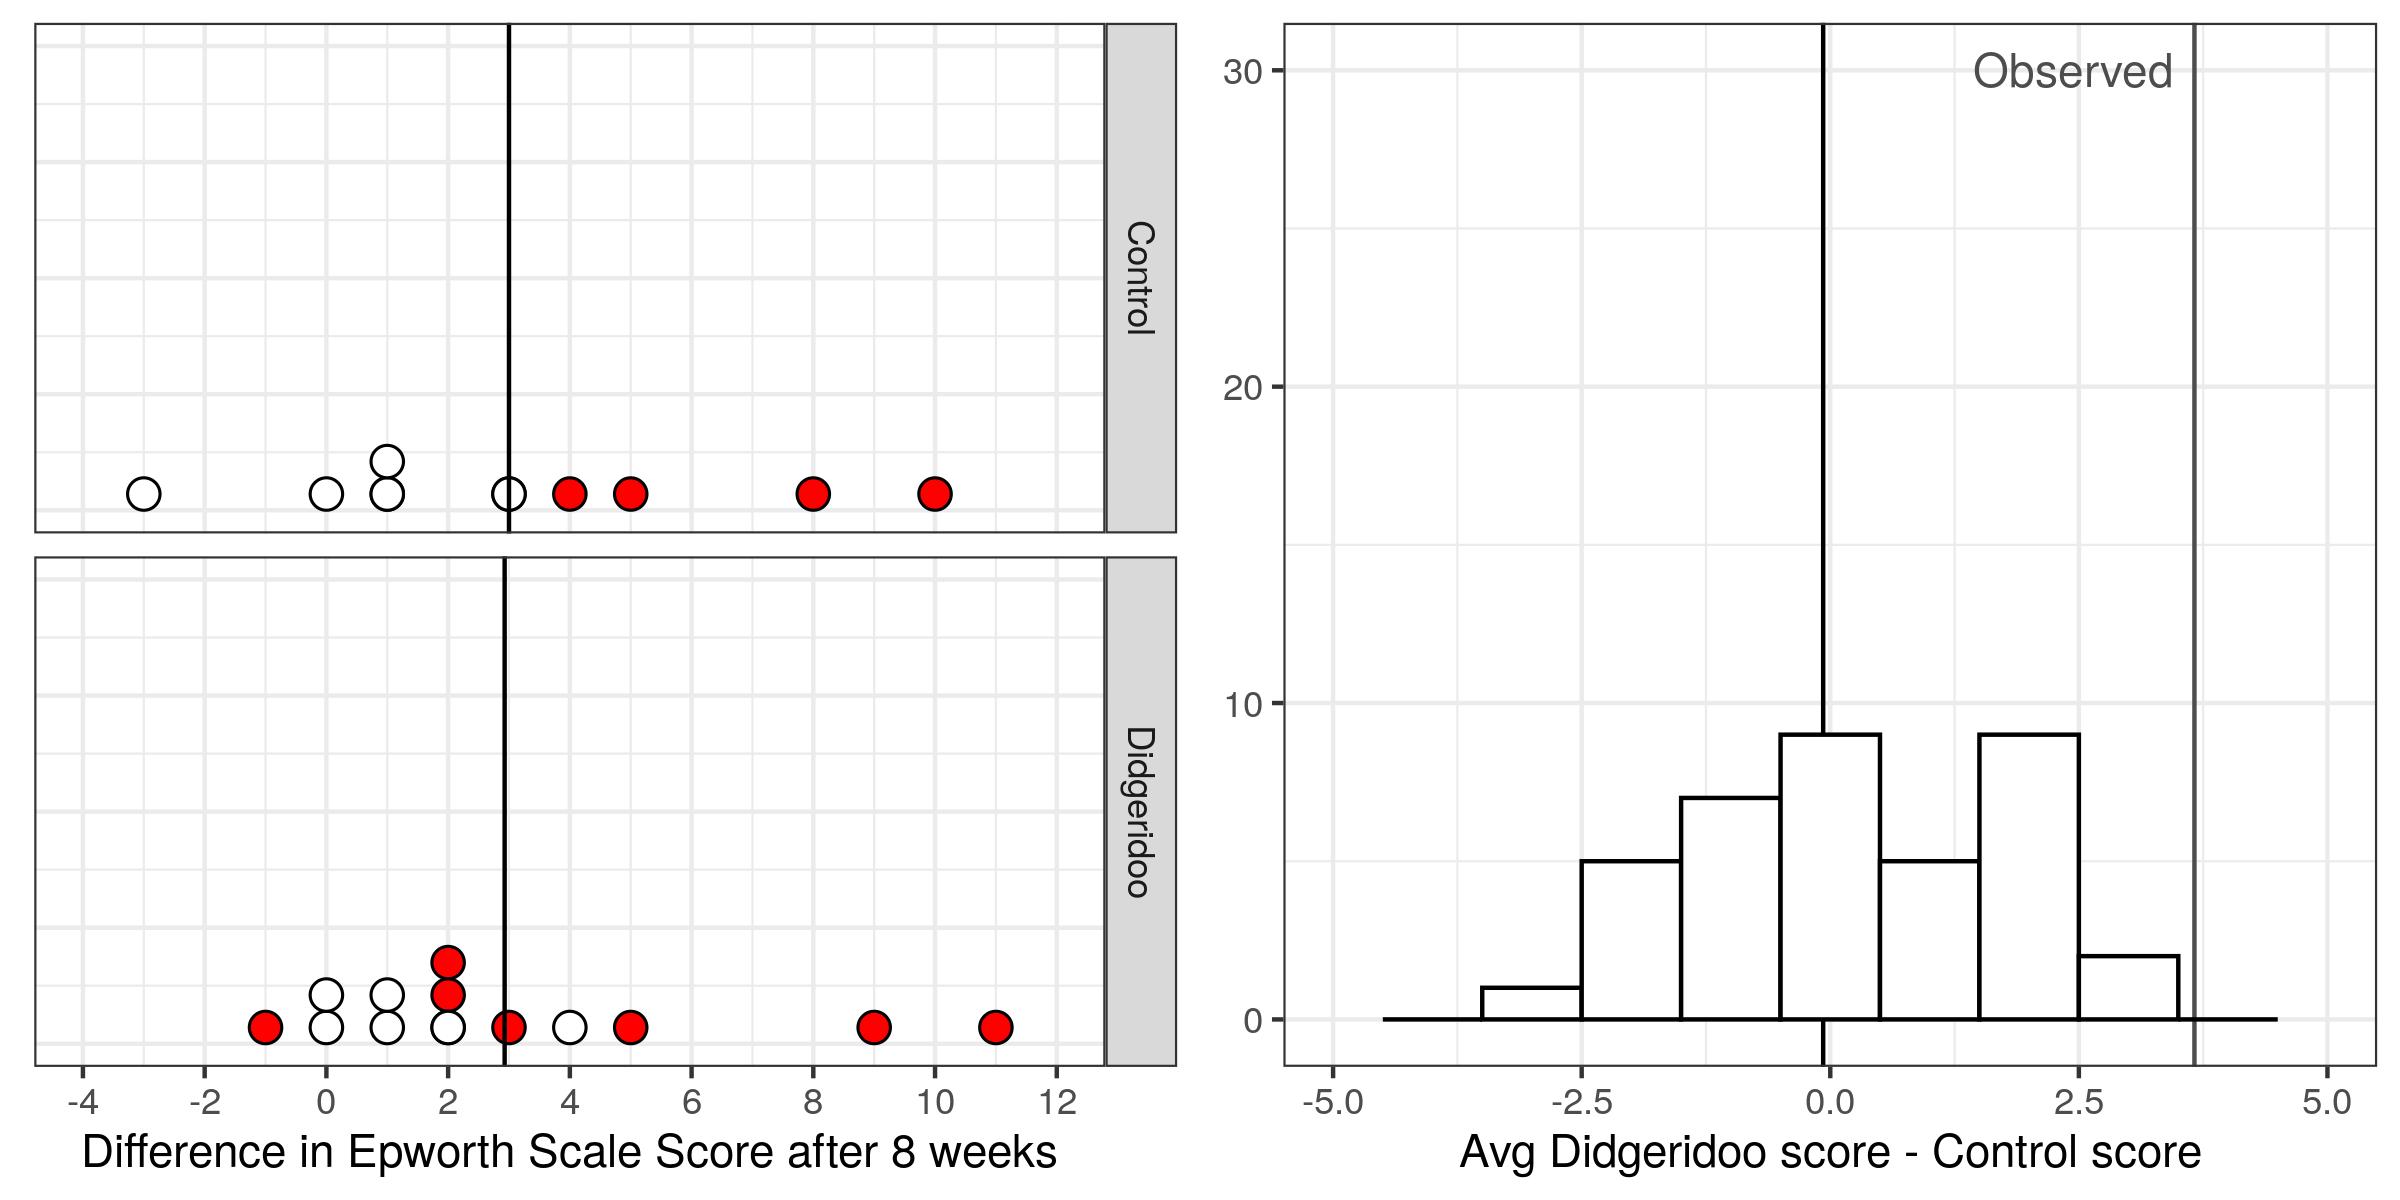 Control
Didgeridoo
-4 -2 0 2 4 6 8 10 12
Difference in Epworth Scale Score after 8 weeks
Observed
30
20
10
0
-5.0 -2.5 0.0 2.5 5.0
Avg Didgeridoo score - Control score